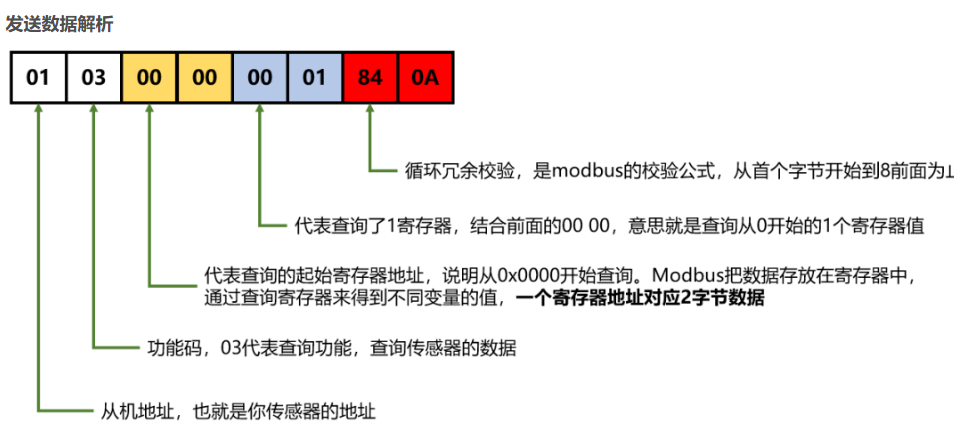 发送数据解析
01 03 00 00 00 01 84 0A
循环冗余校验，是modbus的校验公式，从首个字节开始到8前面为止
代表查询了1寄存器，结合前面的00 00，意思就是查询从0开始的1个寄存器值
代表查询的起始寄存器地址，说明从0x0000开始查询。Modbus把数据存放在寄存器中，
通过查询寄存器来得到不同变量的值，一个寄存器地址对应2字节数据
功能码，03代表查询功能，查询传感器的数据
从机地址，也就是你传感器的地址